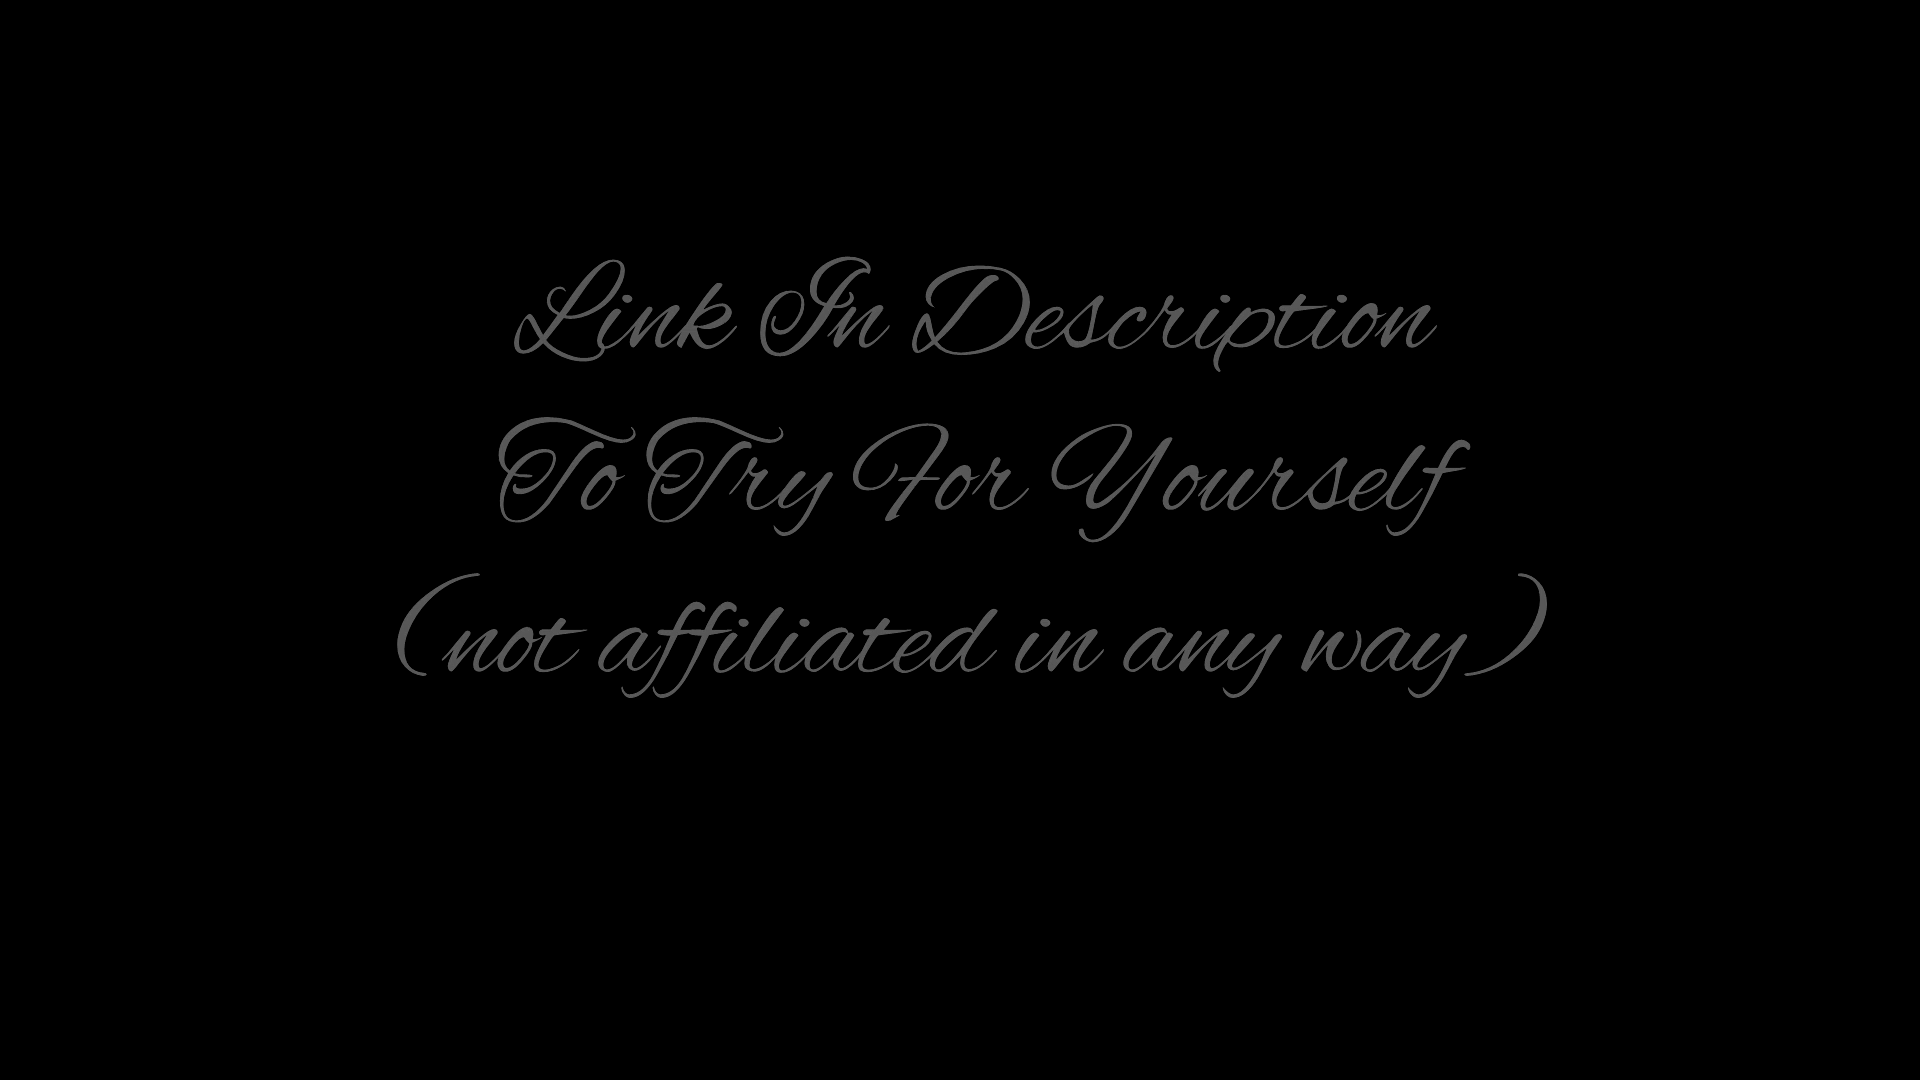 Link In Description
To Try For Yourself
(not affiliated in any way)